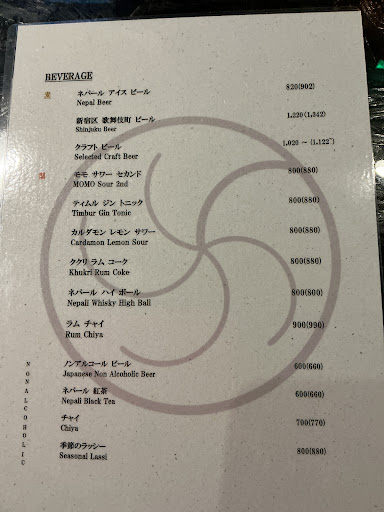 BEVERAGE
ネパール アイス ビール 820(902)
Nepal Beer
新宿区 歌舞伎町 ビール 1,220(1,342)
Shinjuku Beer
クラフト ビール 1,020 ~ (1,122~)
Selected Craft Beer
モモ サワー セカンド 800(880)
MOMO Sour 2nd
ティムル ジン トニック 800(880)
Timbur Gin Tonic
カルダモン レモン サワー 800(880)
Cardamon Lemon Sour
ククリ ラム コーク 800(880)
Khukri Rum Coke
ネパール ハイ ボール 800(800)
Nepali Whisky High Ball
ラム チャイ 900(990)
Rum Chiya
NONALCOHOLIC
ノンアルコール ビール 600(660)
Japanese Non Alcoholic Beer
ネパール 紅茶 600(660)
Nepali Black Tea
チャイ 700(770)
Chiya
季節のラッシー 800(880)
Seasonal Lassi